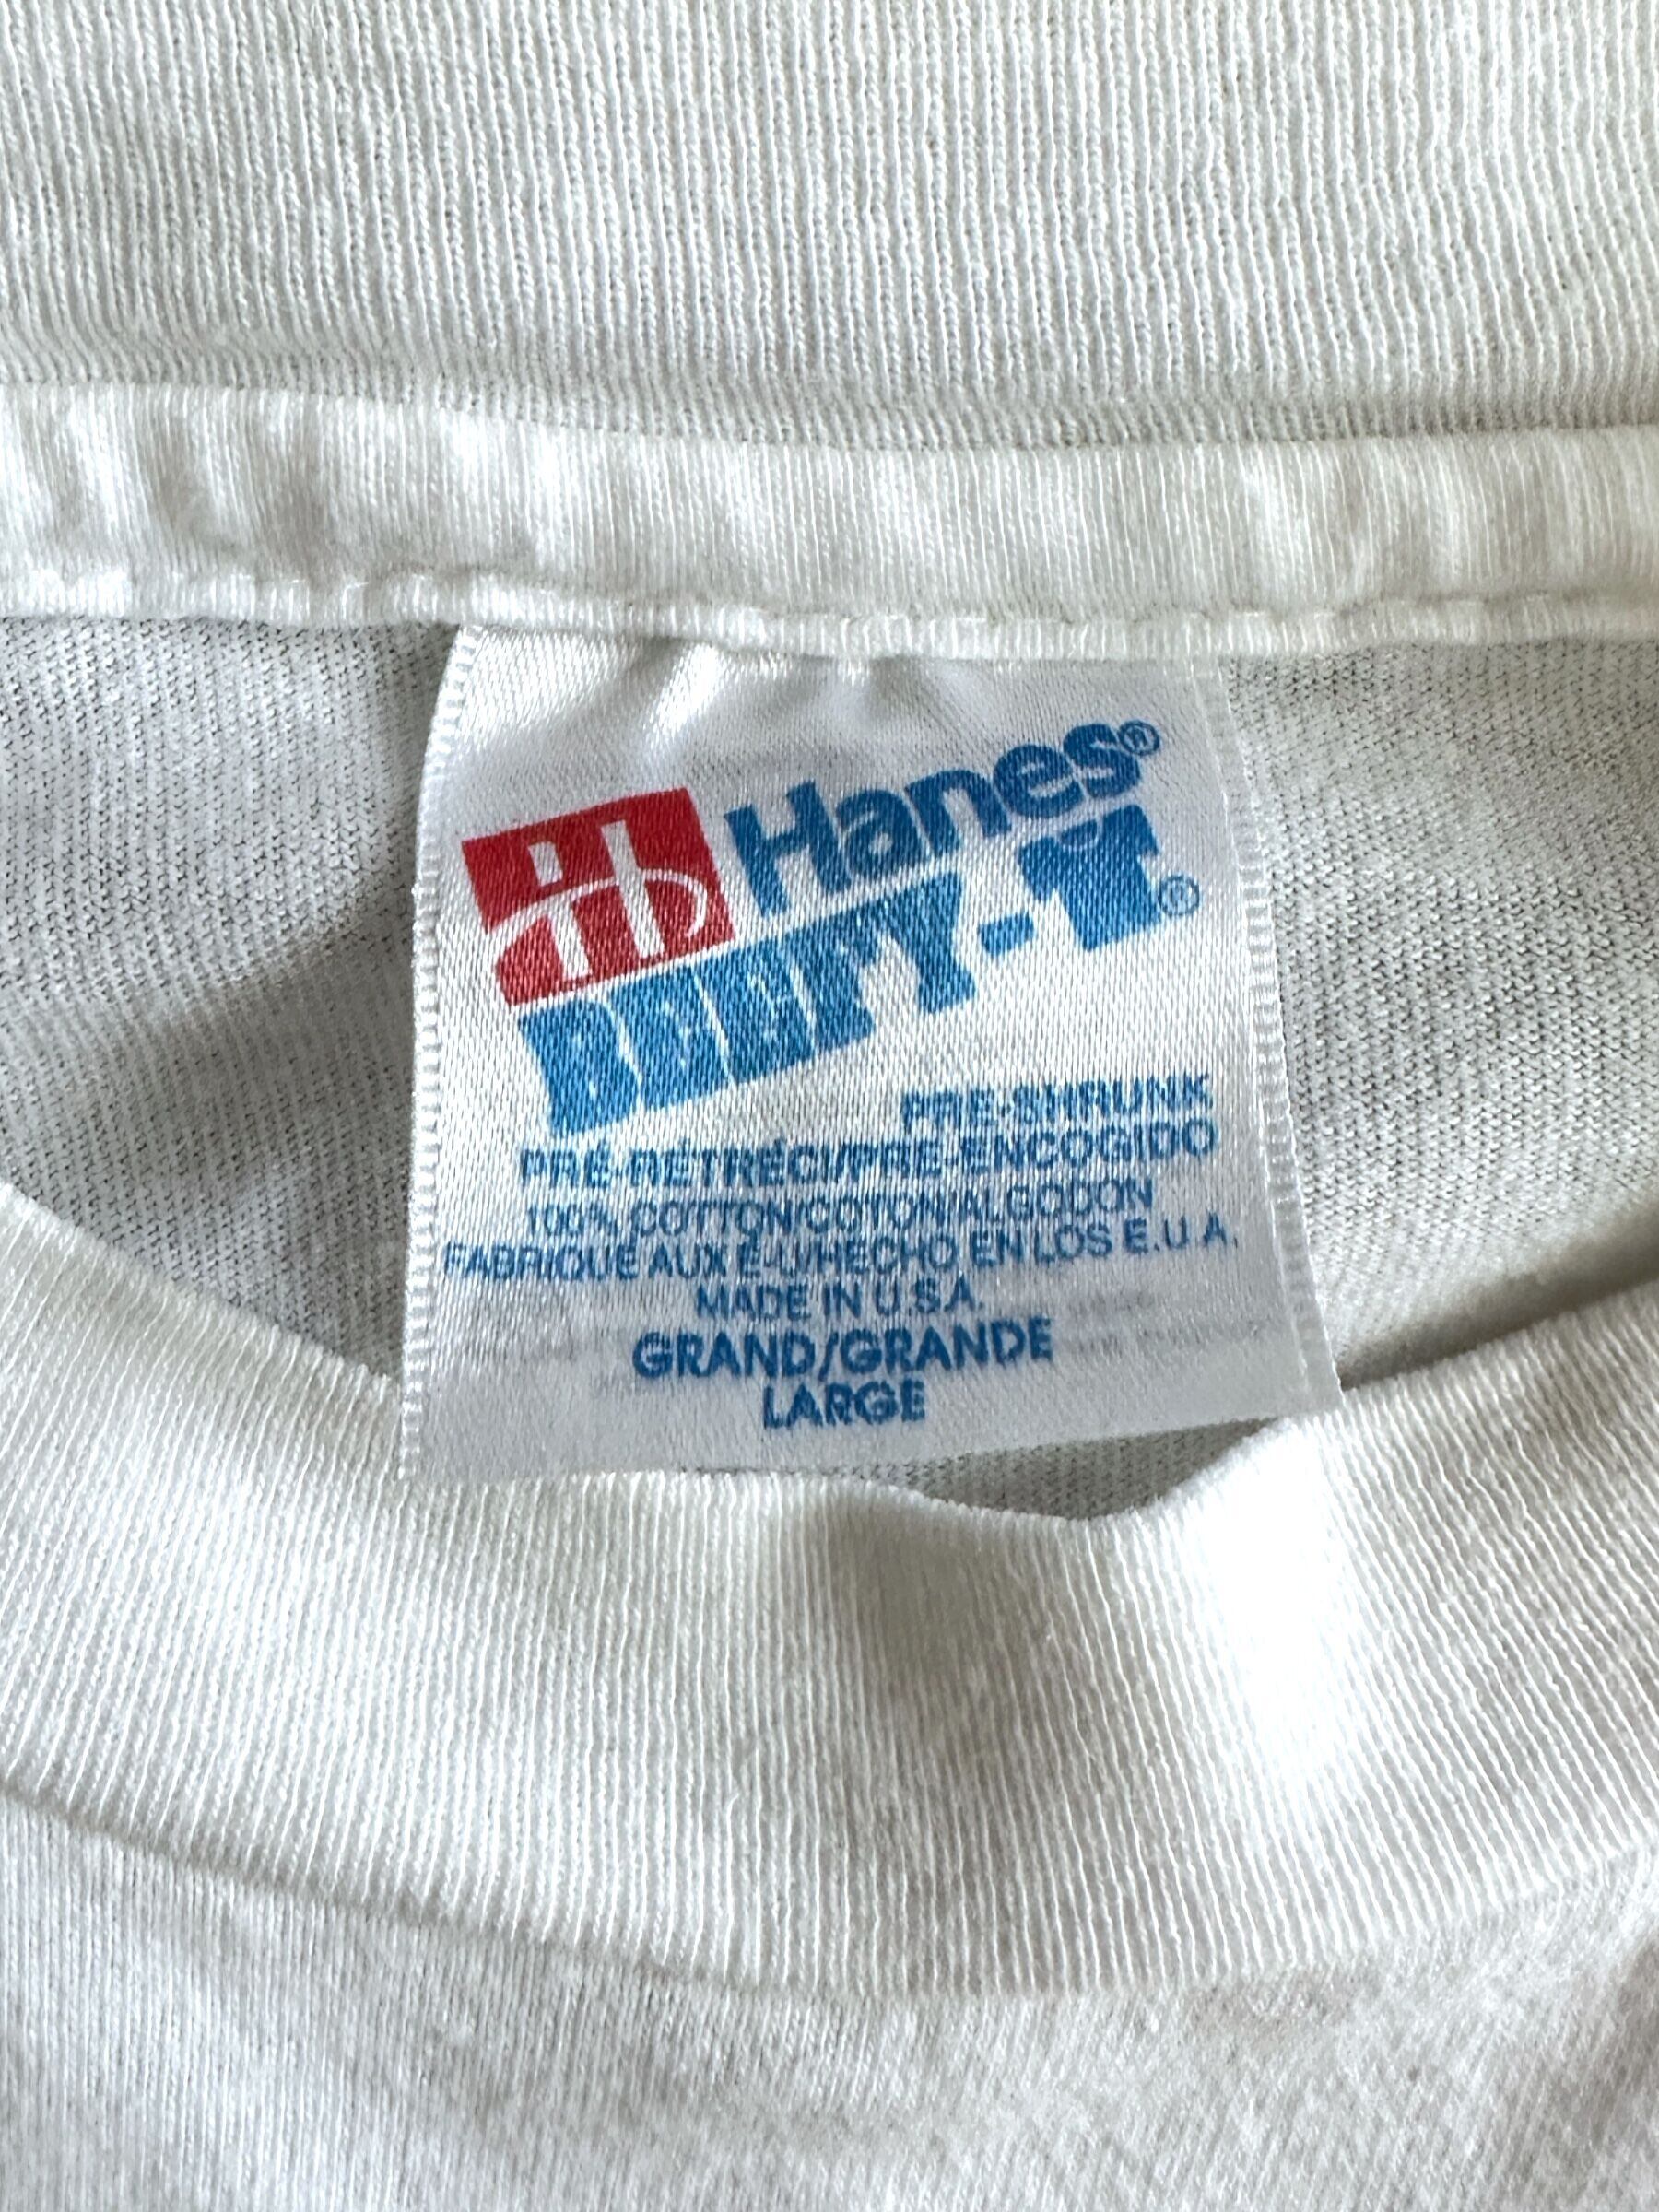 Hanes®
BEEFY-T®
PRE-SHRUNK
PRÉ-RÉTRÉCI/PRE-ENCOGIDO
100% COTTON/COTON/ALGODON
FABRIQUÉ AUX É-U/HECHO EN LOS E.U.A.
MADE IN U.S.A.
GRAND/GRANDE
LARGE